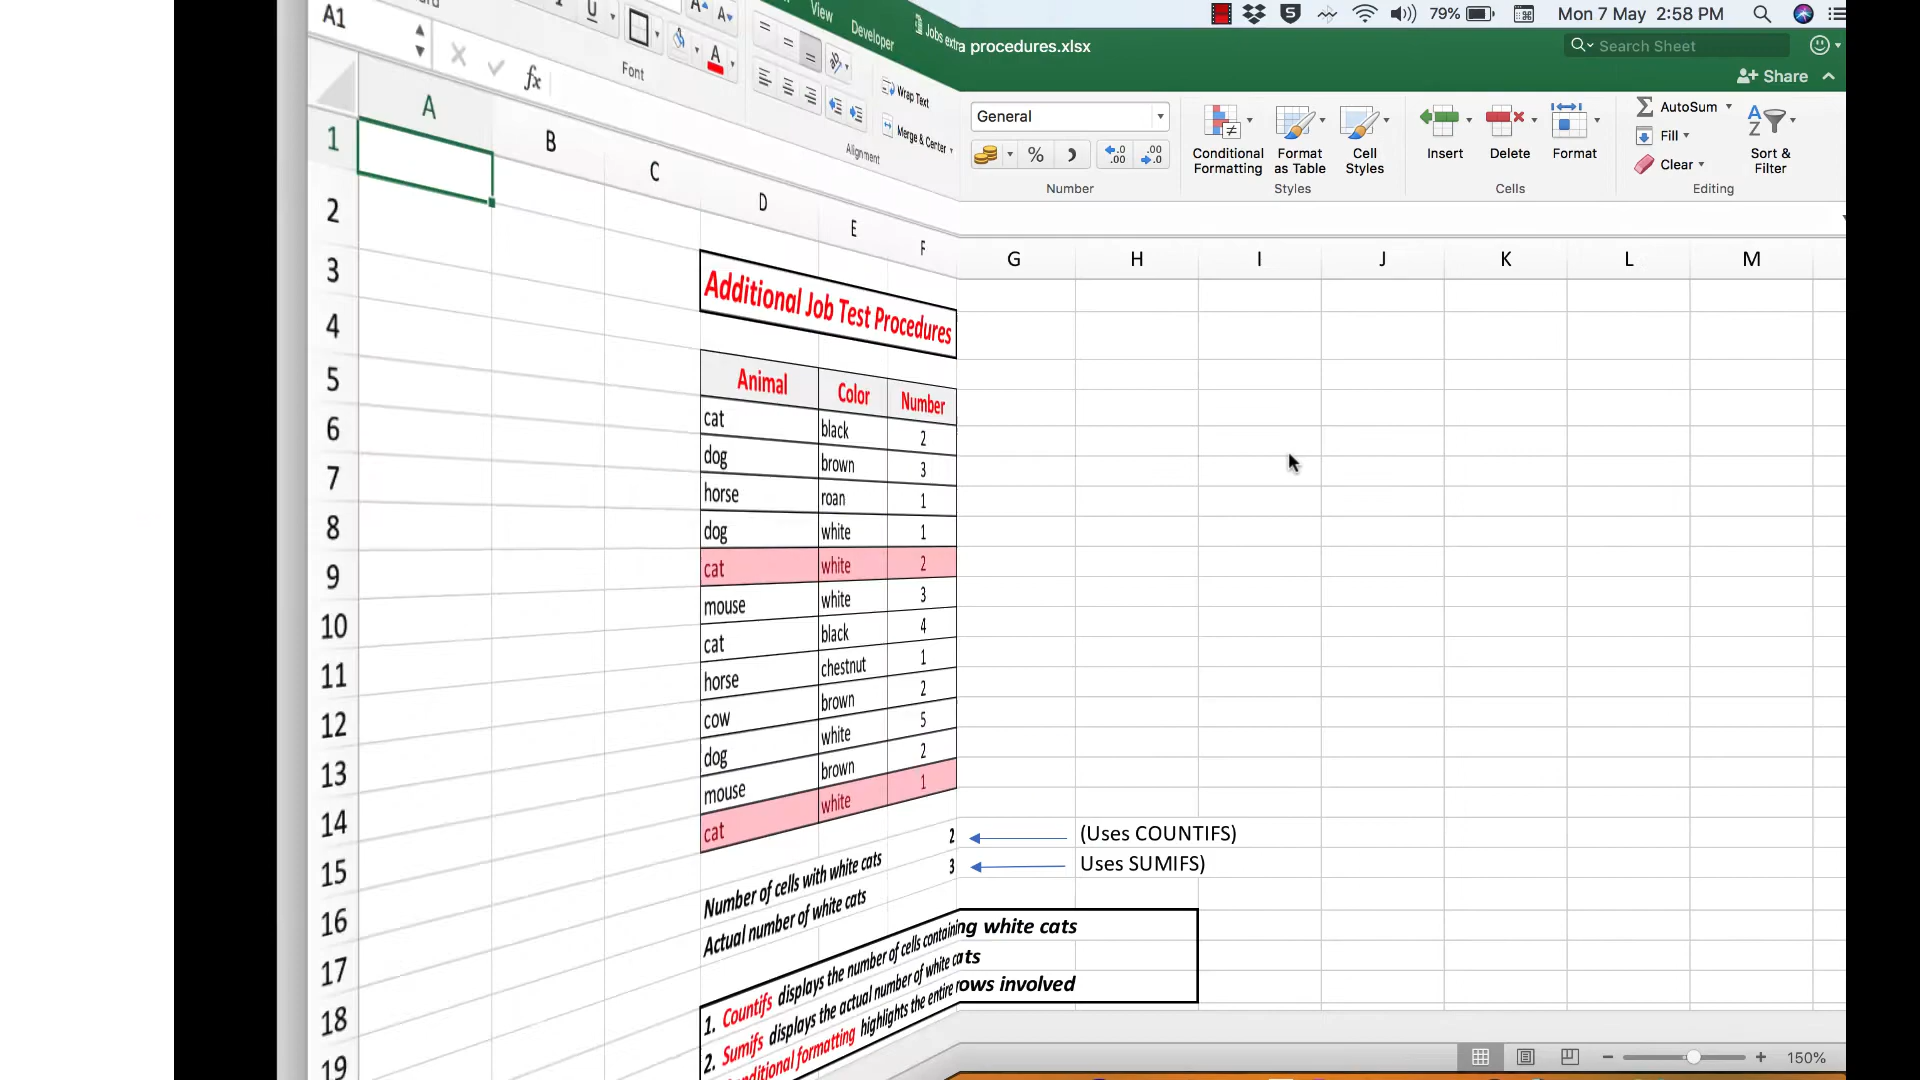 79% Mon 7 May 2:58 PM
View
Developer
Jobs extra procedures.xlsx
Search Sheet
Share
A1
fx
Font
Alignment
Wrap Text
Merge & Center
General
%
Number
Conditional Formatting
Format as Table
Cell Styles
Styles
Insert
Delete
Format
Cells
AutoSum
Fill
Clear
Sort & Filter
Editing
A B C D E F G H I J K L M
1
2
3
4
5
6
7
8
9
10
11
12
13
14
15
16
17
18
19
Additional Job Test Procedures
Animal Color Number
cat black 2
dog brown 3
horse roan 1
dog white 1
cat white 2
mouse white 3
cat black 4
horse chestnut 1
cow brown 2
dog white 5
mouse brown 2
cat white 1
Number of cells with white cats 2 (Uses COUNTIFS)
Actual number of white cats 3 Uses SUMIFS)
1. Countifs displays the number of cells containing white cats
2. Sumifs displays the actual number of white cats
nditional formatting highlights the entire rows involved
150%